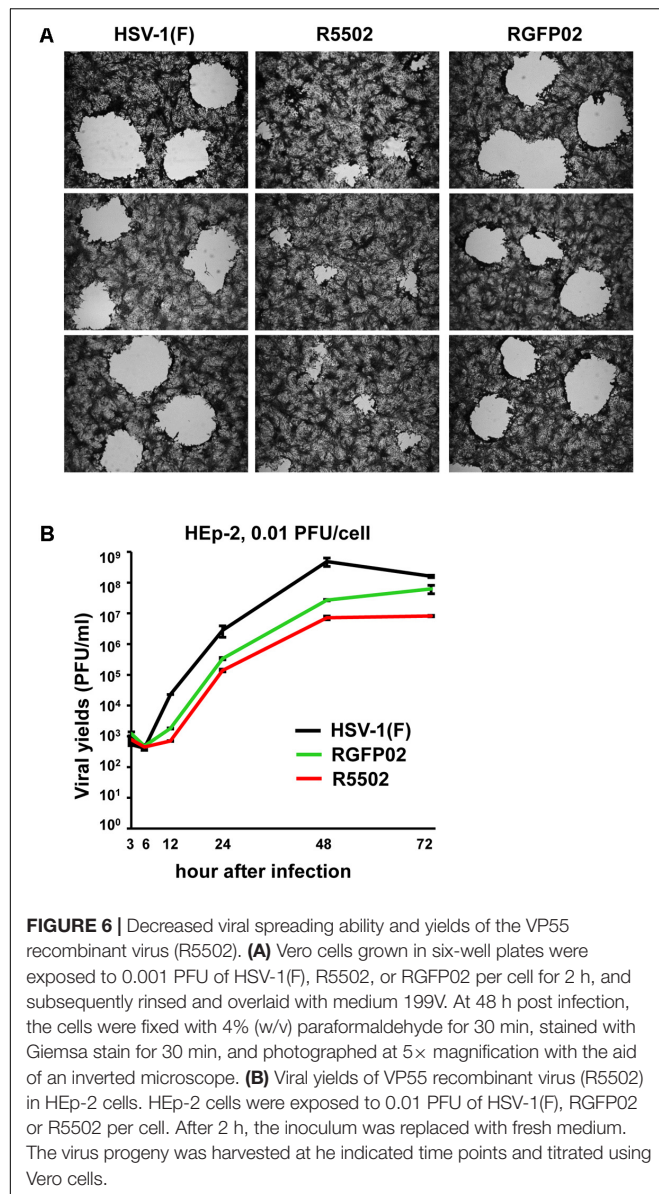 A
HSV-1(F) R5502 RGFP02
B
HEp-2, 0.01 PFU/cell
Viral yields (PFU/ml)
10⁹
10⁸
10⁷
10⁶
10⁵
10⁴
10³
10²
10¹
10⁰
HSV-1(F)
RGFP02
R5502
3 6 12 24 48 72
hour after infection
FIGURE 6 | Decreased viral spreading ability and yields of the VP55
recombinant virus (R5502). (A) Vero cells grown in six-well plates were
exposed to 0.001 PFU of HSV-1(F), R5502, or RGFP02 per cell for 2 h, and
subsequently rinsed and overlaid with medium 199V. At 48 h post infection,
the cells were fixed with 4% (w/v) paraformaldehyde for 30 min, stained with
Giemsa stain for 30 min, and photographed at 5× magnification with the aid
of an inverted microscope. (B) Viral yields of VP55 recombinant virus (R5502)
in HEp-2 cells. HEp-2 cells were exposed to 0.01 PFU of HSV-1(F), RGFP02
or R5502 per cell. After 2 h, the inoculum was replaced with fresh medium.
The virus progeny was harvested at he indicated time points and titrated using
Vero cells.